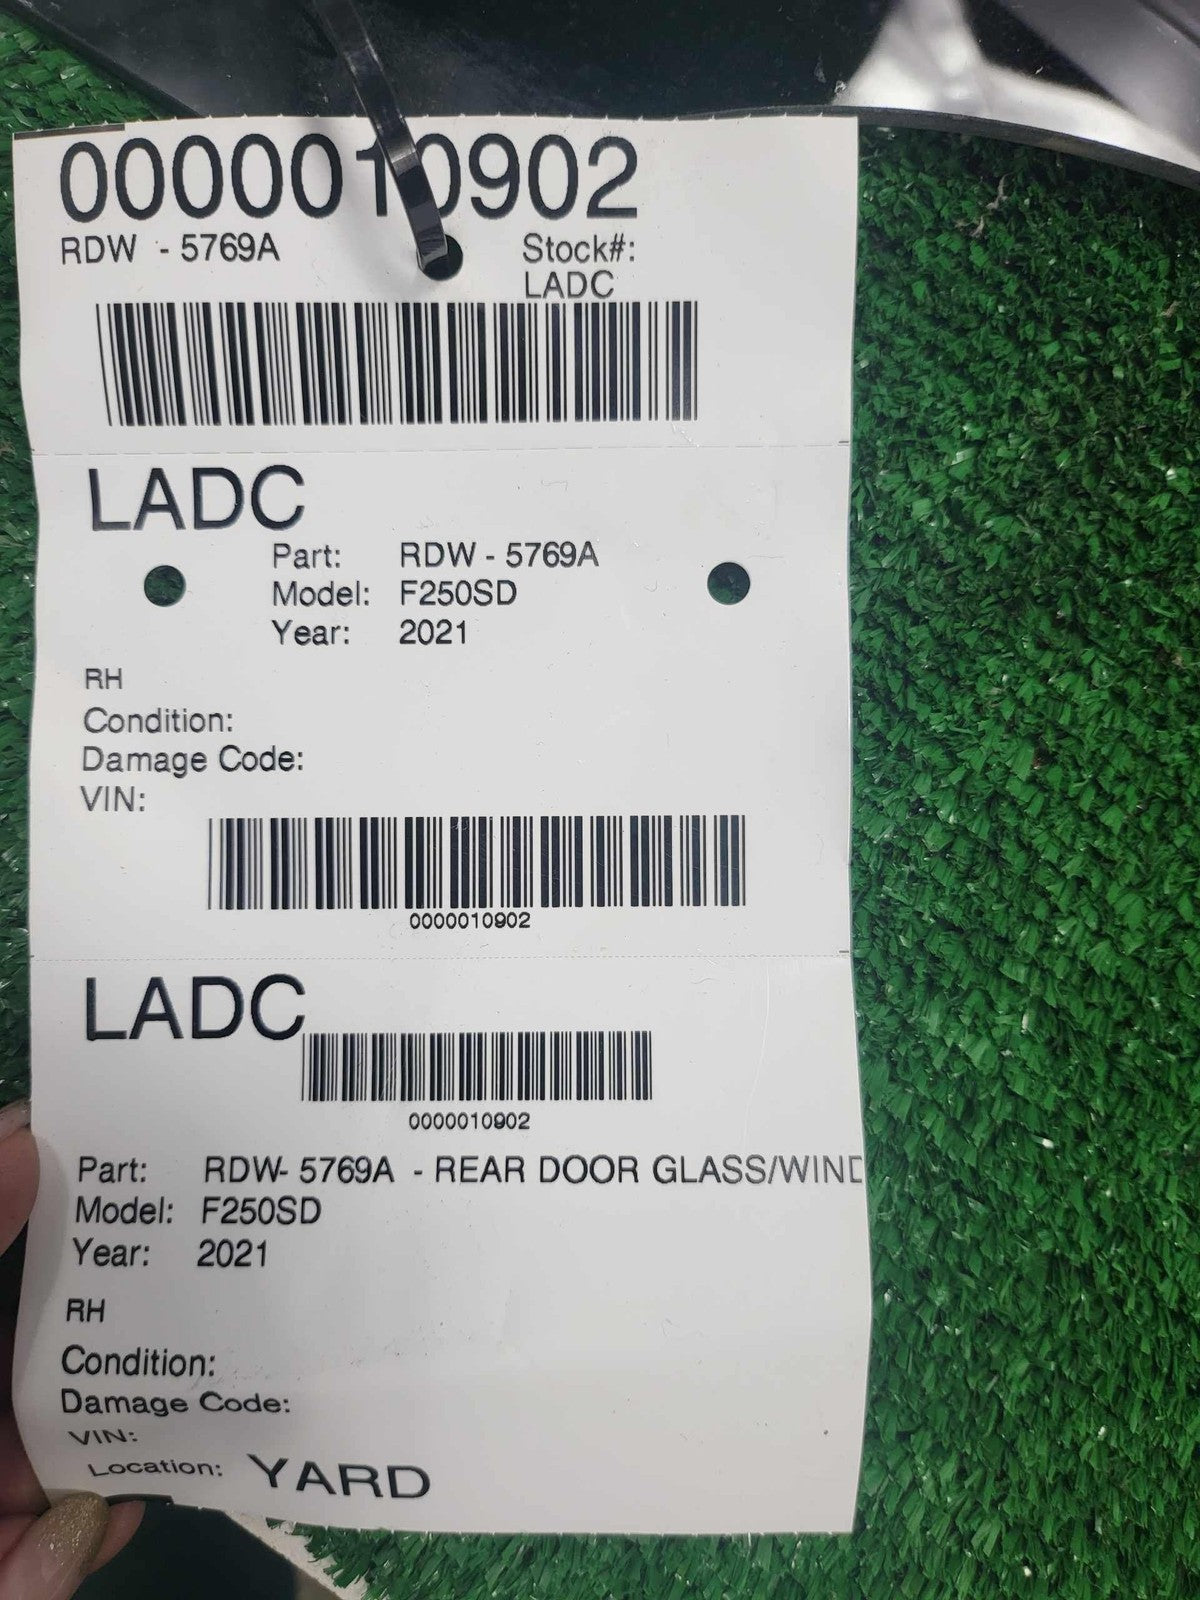 0000010902
RDW - 5769A
Stock#:
LADC
LADC
Part: RDW - 5769A
Model: F250SD
Year: 2021
RH
Condition:
Damage Code:
VIN:
0000010902
LADC
0000010902
Part: RDW- 5769A - REAR DOOR GLASS/WIND
Model: F250SD
Year: 2021
RH
Condition:
Damage Code:
VIN:
Location: YARD